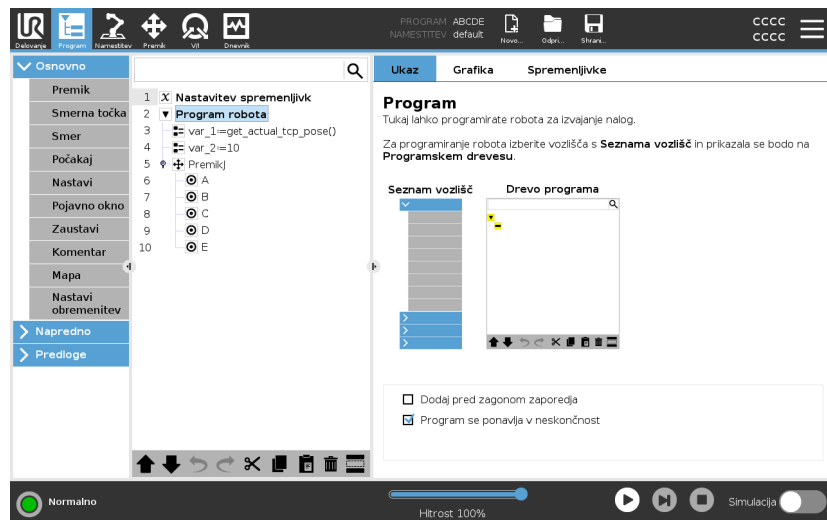 PROGRAM ABCDE
NAMESTITEV default
Delovanje Program Namestitev Premik V/I Dnevnik
Novo... Odpri... Shrani...
CCCC
CCCC
Osnovno
Premik
Smerna točka
Smer
Počakaj
Nastavi
Pojavno okno
Zaustavi
Komentar
Mapa
Nastavi
obremenitev
Napredno
Predloge
1 X Nastavitev spremenljivk
2 Program robota
3 var_1≔get_actual_tcp_pose()
4 var_2≔10
5 PremikJ
6 A
7 B
8 C
9 D
10 E
Ukaz Grafika Spremenljivke
Program
Tukaj lahko programirate robota za izvajanje nalog.
Za programiranje robota izberite vozlišča s Seznama vozlišč in prikazala se bodo na
Programskem drevesu.
Seznam vozlišč Drevo programa
Dodaj pred zagonom zaporedja
Program se ponavlja v neskončnost
Normalno
Hitrost 100%
Simulacija